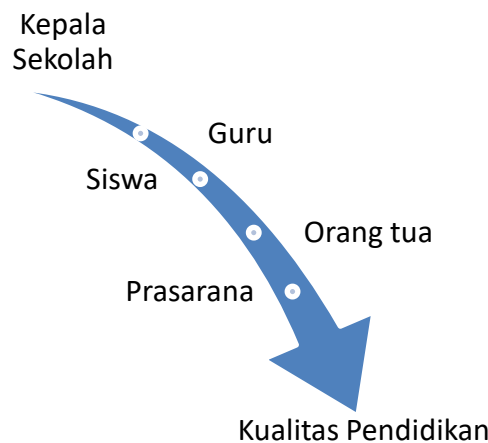 Kepala
Sekolah
Guru
Siswa
Orang tua
Prasarana
Kualitas Pendidikan